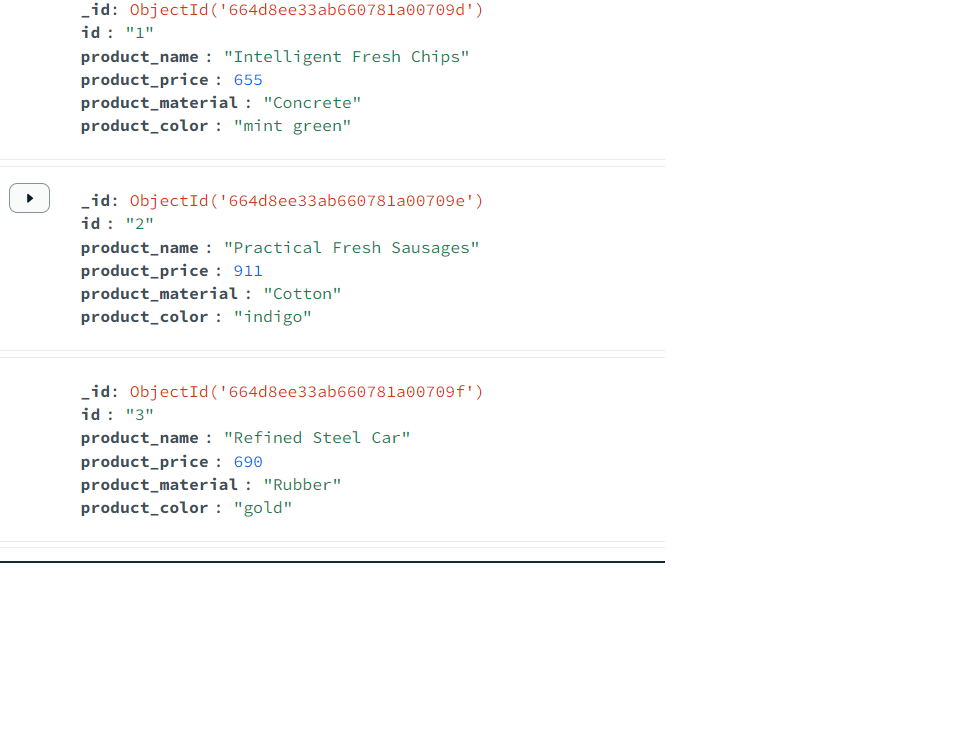 _id: ObjectId('664d8ee33ab660781a00709d')
id : "1"
product_name : "Intelligent Fresh Chips"
product_price : 655
product_material : "Concrete"
product_color : "mint green"
_id: ObjectId('664d8ee33ab660781a00709e')
id : "2"
product_name : "Practical Fresh Sausages"
product_price : 911
product_material : "Cotton"
product_color : "indigo"
_id: ObjectId('664d8ee33ab660781a00709f')
id : "3"
product_name : "Refined Steel Car"
product_price : 690
product_material : "Rubber"
product_color : "gold"